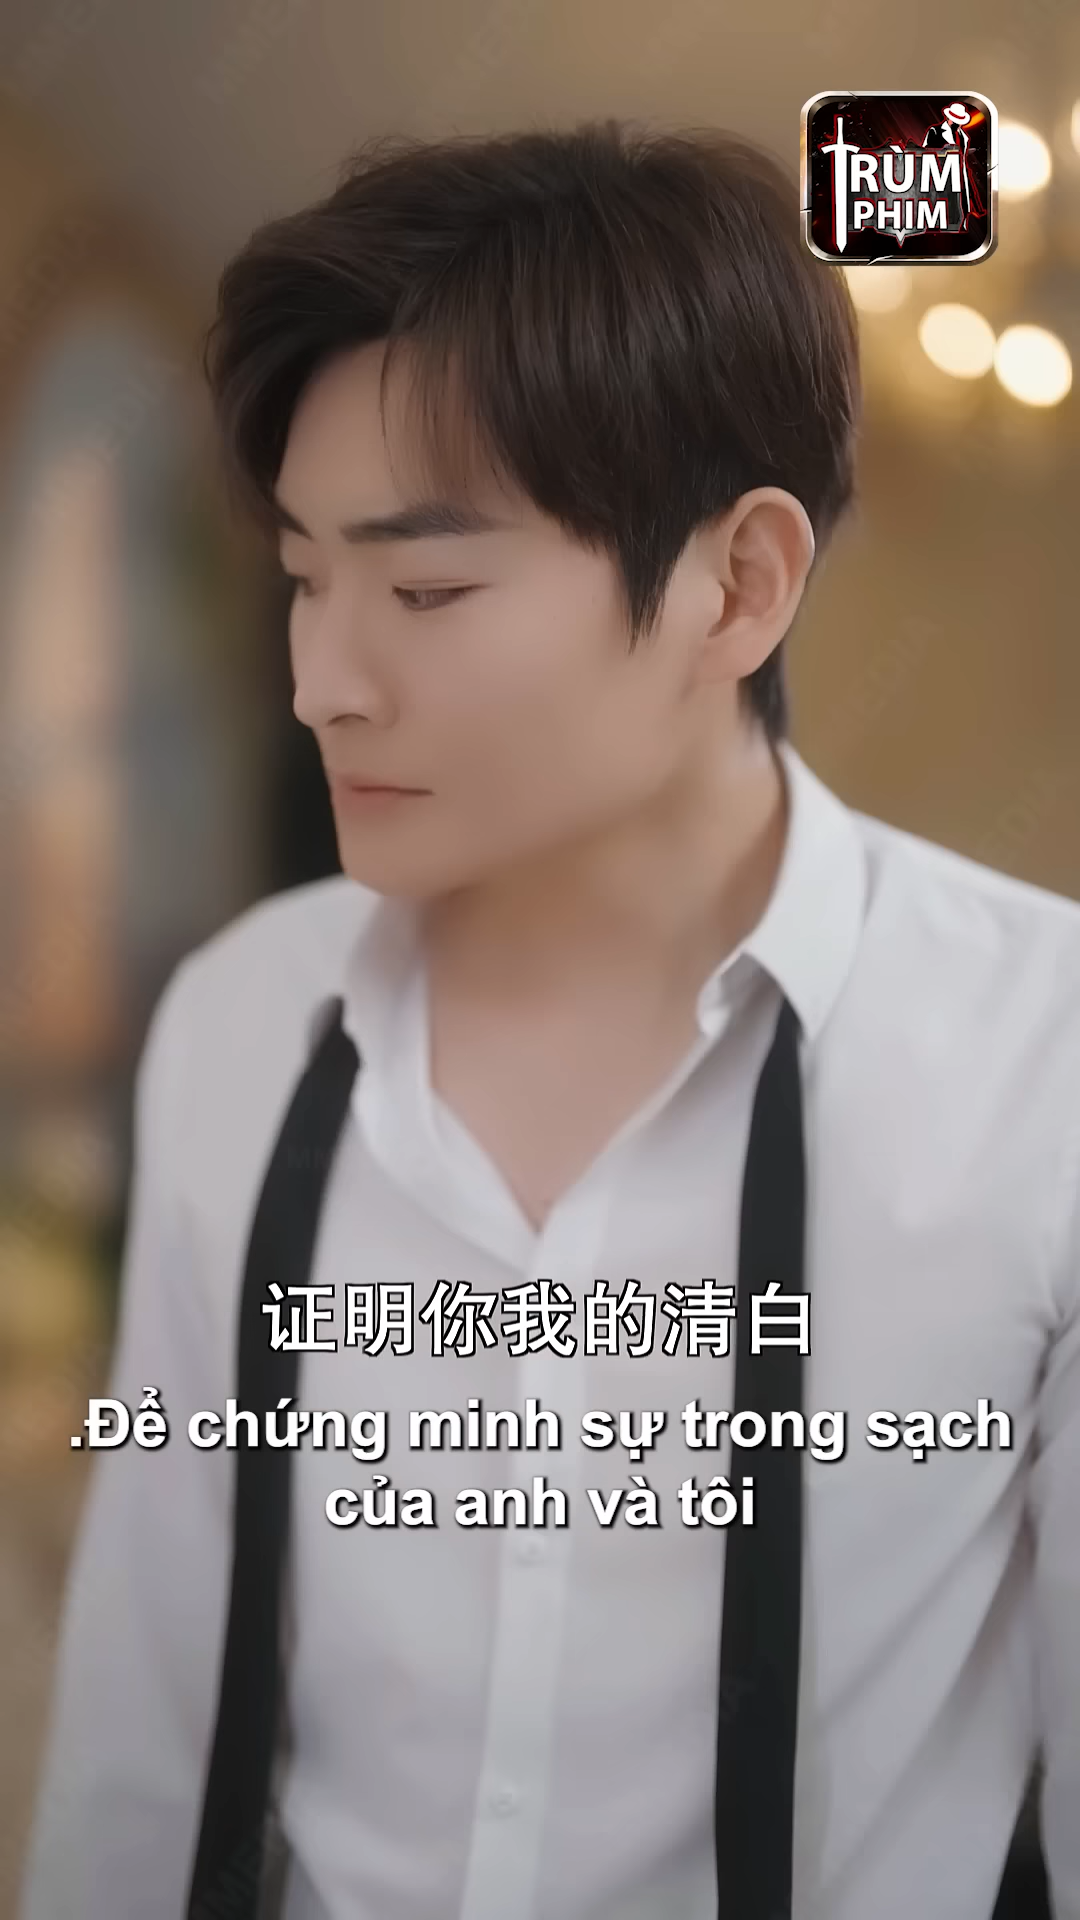 TRÙM
PHIM
证明你我的清白
.Để chứng minh sự trong sạch
của anh và tôi